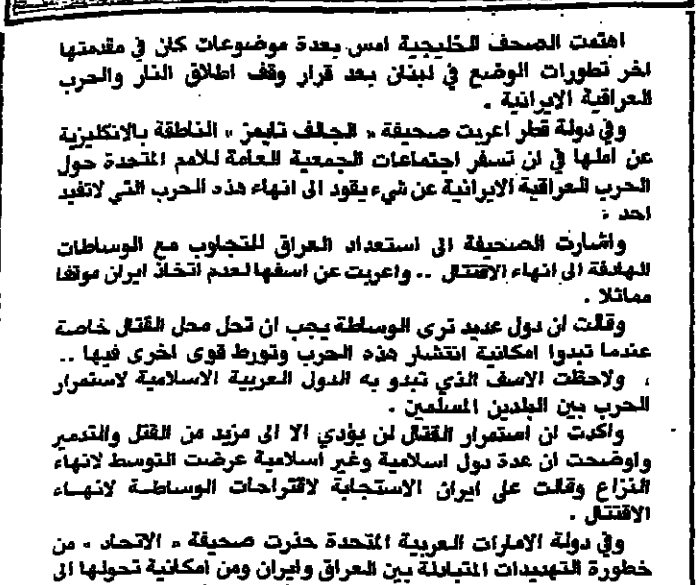 اهتمت الصحف الخليجية امس بعدة موضوعات كان في مقدمتها
اخر تطورات الوضع في لبنان بعد قرار وقف اطلاق النار والحرب
العراقية الايرانية .
وفي دولة قطر اعربت صحيفة « الجالف تايمز » الناطقة بالانكليزية
عن املها في ان تسفر اجتماعات الجمعية العامة للامم المتحدة حول
الحرب العراقية الايرانية عن شيء يقود الى انهاء هذه الحرب التي لاتفيد
احد .
واشارت الصحيفة الى استعداد العراق للتجاوب مع الوساطات
الهادفة الى انهاء الاقتتال .. واعربت عن اسفها لعدم اتخاذ ايران موقفا
مماثلا .
وقالت ان دول عديد ترى الوساطة يجب ان تحل محل القتال خاصة
عندما تبدوا امكانية انتشار هذه الحرب وتورط قوى اخرى فيها ..
، ولاحظت الاسف الذي تبدو به الدول العربية الاسلامية لاستمرار
الحرب بين البلدين المسلمين .
واكدت ان استمرار القتال لن يؤدي الا الى مزيد من القتل والتدمير
واوضحت ان عدة دول اسلامية وغير اسلامية عرضت التوسط لانهاء
النزاع وقالت على ايران الاستجابة لاقتراحات الوساطة لانهاء
الاقتتال .
وفي دولة الامارات العربية المتحدة حذرت صحيفة « الاتحاد » من
خطورة التهديدات المتبادلة بين العراق وايران ومن امكانية تحولها الى